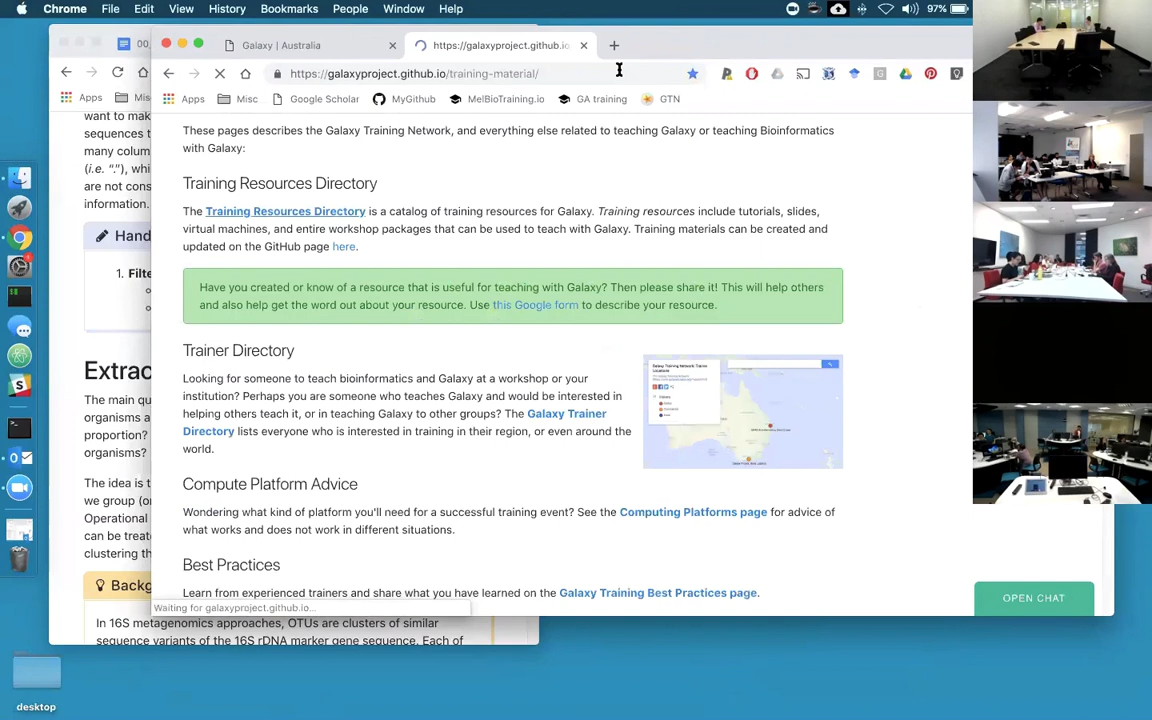 Chrome File Edit View History Bookmarks People Window Help 97%
00_
Galaxy | Australia
https://galaxyproject.github.io
https://galaxyproject.github.io/training-material/
Apps
Apps Misc Google Scholar MyGithub MelBioTraining.io GA training GTN
want to mak
sequences t
many colum
(i.e. “.”), whi
are not cons
information.
Hand
1. Filte
Extrac
The main qu
organisms a
proportion?
organisms?
The idea is t
we group (or
Operational
can be treate
clustering th
Backg
In 16S metagenomics approaches, OTUs are clusters of similar
sequence variants of the 16S rDNA marker gene sequence. Each of
These pages describes the Galaxy Training Network, and everything else related to teaching Galaxy or teaching Bioinformatics
with Galaxy:
Training Resources Directory
The Training Resources Directory is a catalog of training resources for Galaxy. Training resources include tutorials, slides,
virtual machines, and entire workshop packages that can be used to teach with Galaxy. Training materials can be created and
updated on the GitHub page here.
Have you created or know of a resource that is useful for teaching with Galaxy? Then please share it! This will help others
and also help get the word out about your resource. Use this Google form to describe your resource.
Trainer Directory
Looking for someone to teach bioinformatics and Galaxy at a workshop or your
institution? Perhaps you are someone who teaches Galaxy and would be interested in
helping others teach it, or in teaching Galaxy to other groups? The Galaxy Trainer
Directory lists everyone who is interested in training in their region, or even around the
world.
Compute Platform Advice
Wondering what kind of platform you'll need for a successful training event? See the Computing Platforms page for advice of
what works and does not work in different situations.
Best Practices
Learn from experienced trainers and share what you have learned on the Galaxy Training Best Practices page.
Waiting for galaxyproject.github.io...
OPEN CHAT
desktop